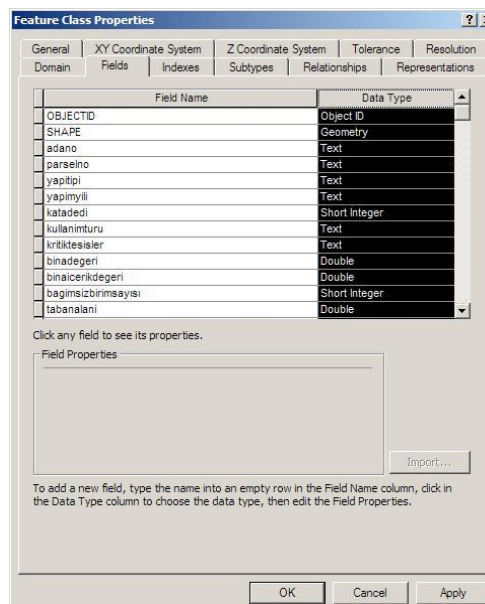 Feature Class Properties
General XY Coordinate System Z Coordinate System Tolerance Resolution
Domain Fields Indexes Subtypes Relationships Representations
Field Name Data Type
OBJECTID Object ID
SHAPE Geometry
adano Text
parselno Text
yapitipi Text
yapimyili Text
katadedi Short Integer
kullanimturu Text
kritiktesisler Text
binadegeri Double
binaicerikdegeri Double
bagimsizbirimsayısı Short Integer
tabanalani Double
Click any field to see its properties.
Field Properties
Import...
To add a new field, type the name into an empty row in the Field Name column, click in
the Data Type column to choose the data type, then edit the Field Properties.
OK Cancel Apply